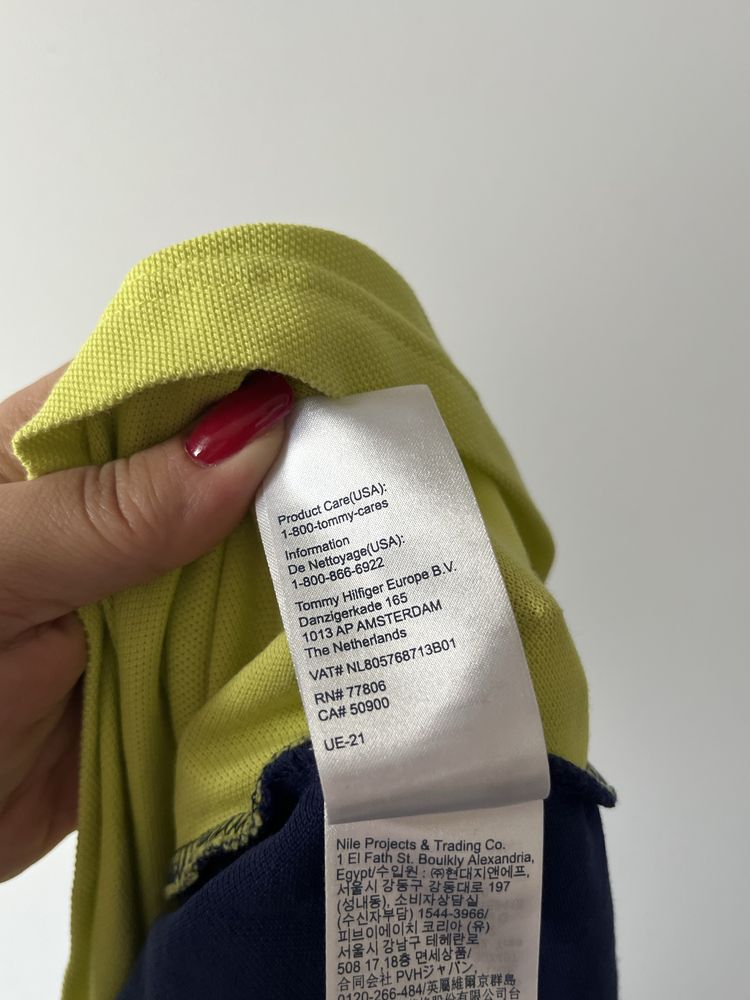 Product Care(USA):
1-800-tommy-cares
Information
De Nettoyage(USA):
1-800-866-6922
Tommy Hilfiger Europe B.V.
Danzigerkade 165
1013 AP AMSTERDAM
The Netherlands
VAT# NL805768713B01
RN# 77806
CA# 50900
UE-21
Nile Projects & Trading Co.
1 El Fath St. Boulkly Alexandria,
Egypt/수입원 : ㈜현대지앤에프,
서울시 강동구 강동대로 197
(성내동), 소비자상담실
(수신자부담) 1544-3966/
피브이에이치 코리아 (유)
서울시 강남구 테헤란로
508 17,18층 면세상품/
合同会社 PVHジャパン,
0120-266-484/英屬維爾京群島